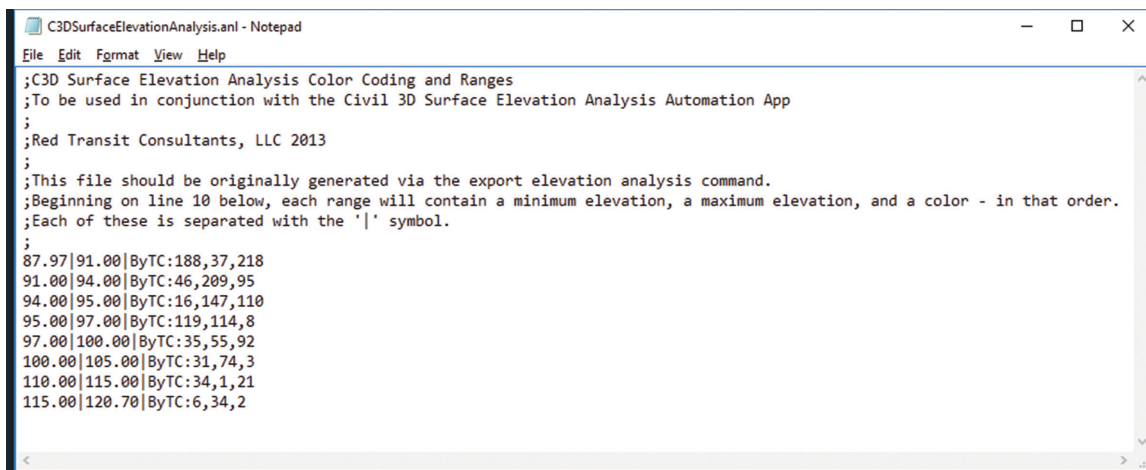 C3DSurfaceElevationAnalysis.anl - Notepad
File Edit Format View Help
;C3D Surface Elevation Analysis Color Coding and Ranges
;To be used in conjunction with the Civil 3D Surface Elevation Analysis Automation App
;
;Red Transit Consultants, LLC 2013
;
;This file should be originally generated via the export elevation analysis command.
;Beginning on line 10 below, each range will contain a minimum elevation, a maximum elevation, and a color - in that order.
;Each of these is separated with the '|' symbol.
;
87.97|91.00|ByTC:188,37,218
91.00|94.00|ByTC:46,209,95
94.00|95.00|ByTC:16,147,110
95.00|97.00|ByTC:119,114,8
97.00|100.00|ByTC:35,55,92
100.00|105.00|ByTC:31,74,3
110.00|115.00|ByTC:34,1,21
115.00|120.70|ByTC:6,34,2